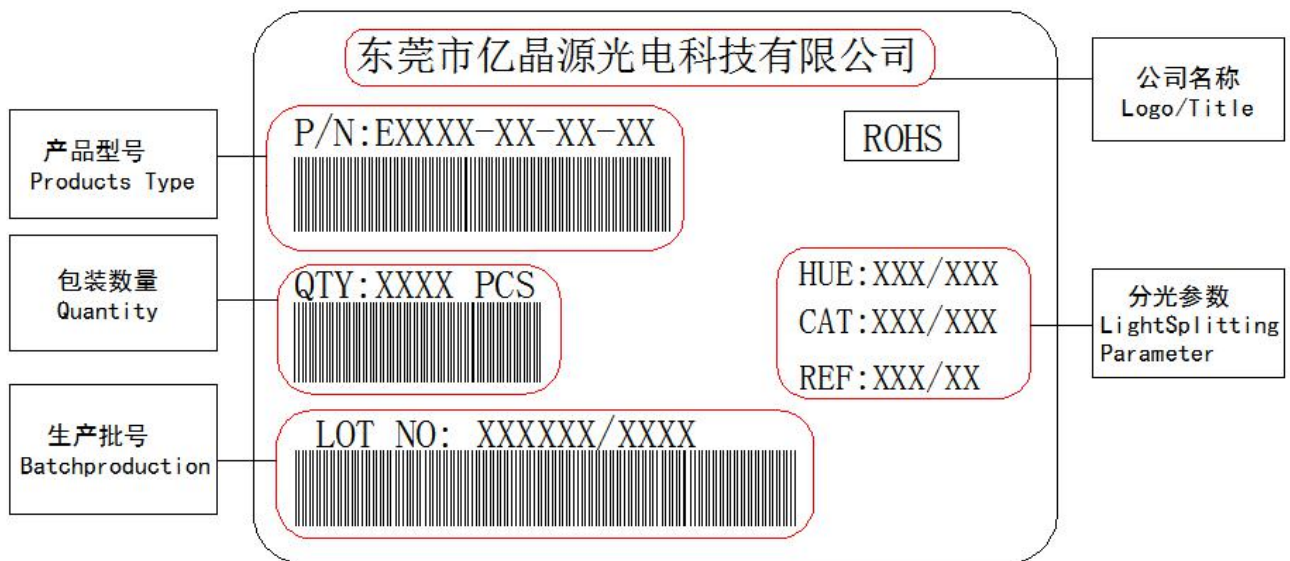 东莞市亿晶源光电科技有限公司
公司名称
Logo/Title
产品型号
Products Type
P/N:EXXXX-XX-XX-XX
ROHS
包装数量
Quantity
QTY:XXXX PCS
HUE:XXX/XXX
CAT:XXX/XXX
REF:XXX/XX
分光参数
LightSplitting
Parameter
生产批号
Batchproduction
LOT NO: XXXXXX/XXXX